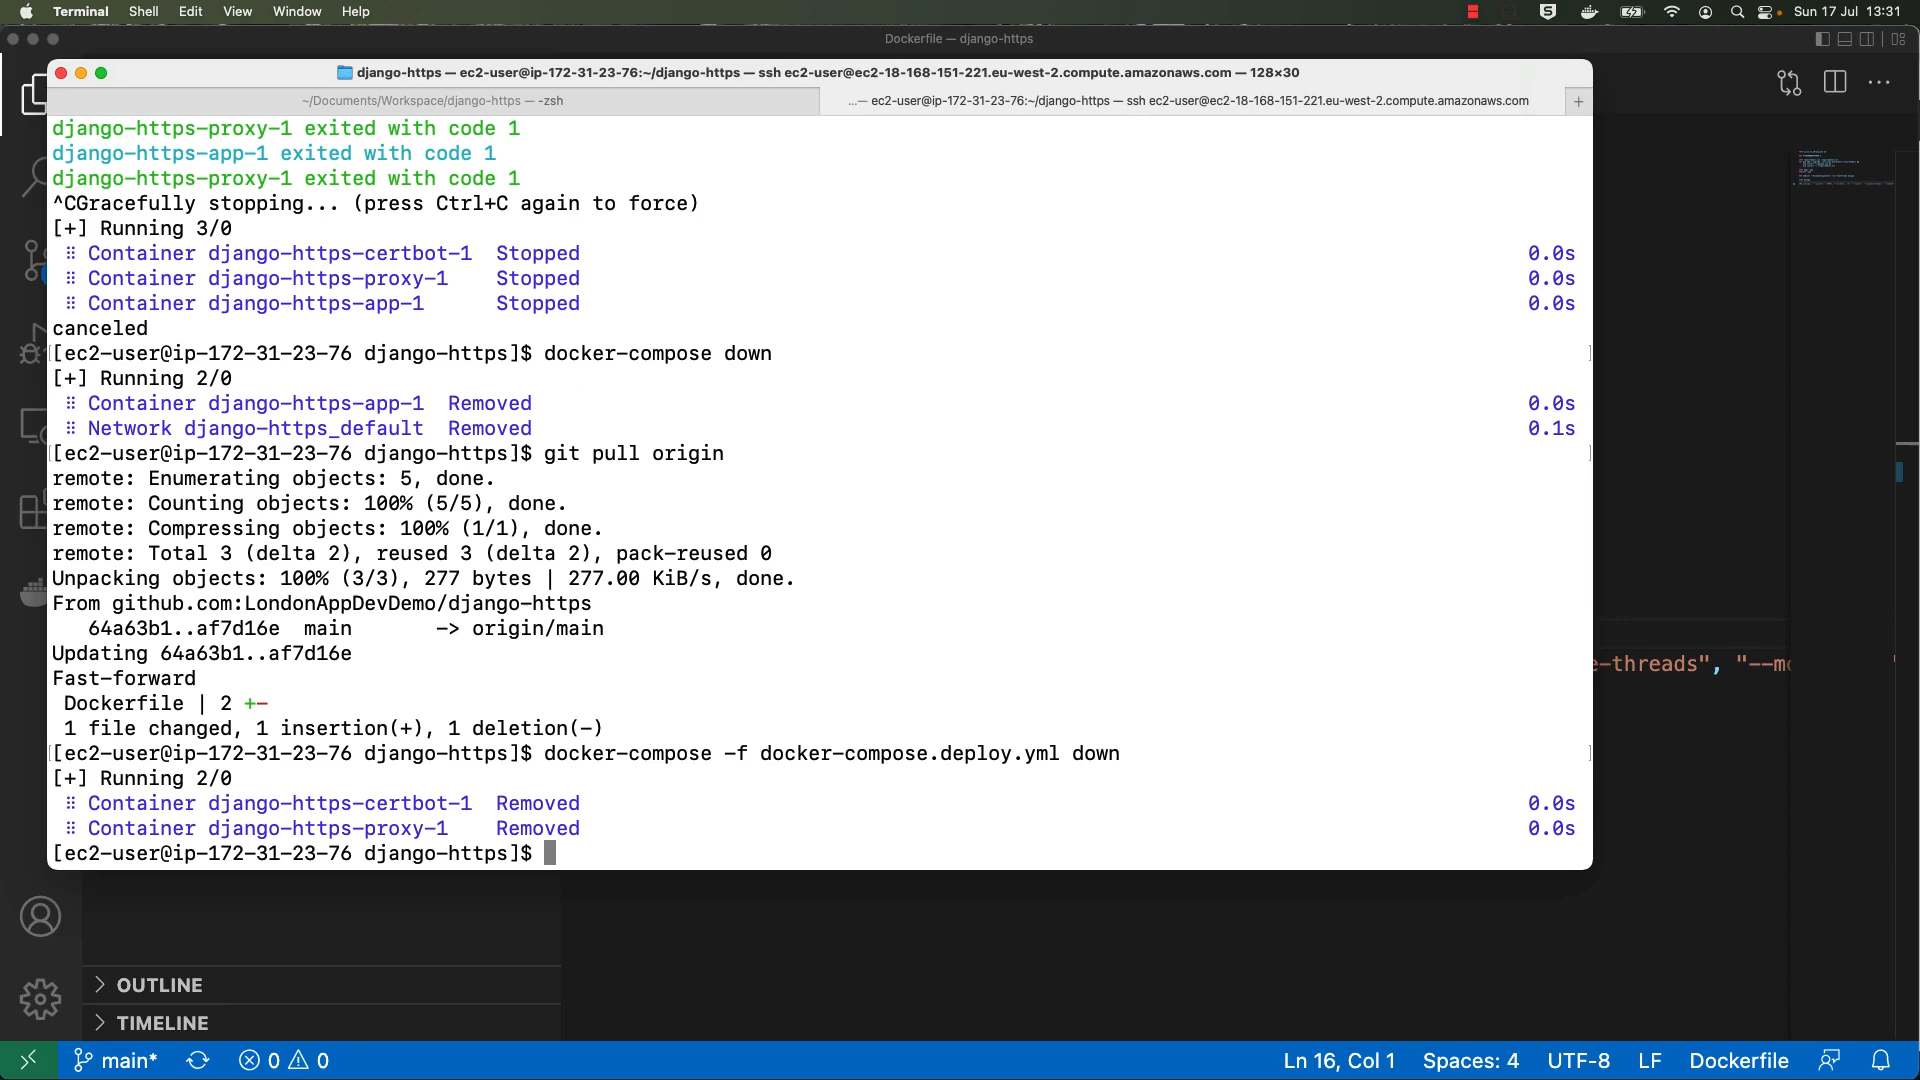 Terminal Shell Edit View Window Help Sun 17 Jul 13:31
Dockerfile — django-https
django-https — ec2-user@ip-172-31-23-76:~/django-https — ssh ec2-user@ec2-18-168-151-221.eu-west-2.compute.amazonaws.com — 128×30
~/Documents/Workspace/django-https — -zsh
...— ec2-user@ip-172-31-23-76:~/django-https — ssh ec2-user@ec2-18-168-151-221.eu-west-2.compute.amazonaws.com
django-https-proxy-1 exited with code 1
django-https-app-1 exited with code 1
django-https-proxy-1 exited with code 1
^CGracefully stopping... (press Ctrl+C again to force)
[+] Running 3/0
⠿ Container django-https-certbot-1 Stopped 0.0s
⠿ Container django-https-proxy-1 Stopped 0.0s
⠿ Container django-https-app-1 Stopped 0.0s
canceled
[ec2-user@ip-172-31-23-76 django-https]$ docker-compose down
[+] Running 2/0
⠿ Container django-https-app-1 Removed 0.0s
⠿ Network django-https_default Removed 0.1s
[ec2-user@ip-172-31-23-76 django-https]$ git pull origin
remote: Enumerating objects: 5, done.
remote: Counting objects: 100% (5/5), done.
remote: Compressing objects: 100% (1/1), done.
remote: Total 3 (delta 2), reused 3 (delta 2), pack-reused 0
Unpacking objects: 100% (3/3), 277 bytes | 277.00 KiB/s, done.
From github.com:LondonAppDevDemo/django-https
64a63b1..af7d16e main -> origin/main
Updating 64a63b1..af7d16e
Fast-forward
Dockerfile | 2 +-
1 file changed, 1 insertion(+), 1 deletion(-)
[ec2-user@ip-172-31-23-76 django-https]$ docker-compose -f docker-compose.deploy.yml down
[+] Running 2/0
⠿ Container django-https-certbot-1 Removed 0.0s
⠿ Container django-https-proxy-1 Removed 0.0s
[ec2-user@ip-172-31-23-76 django-https]$
-threads", "--m
OUTLINE
TIMELINE
main* 0 0 Ln 16, Col 1 Spaces: 4 UTF-8 LF Dockerfile